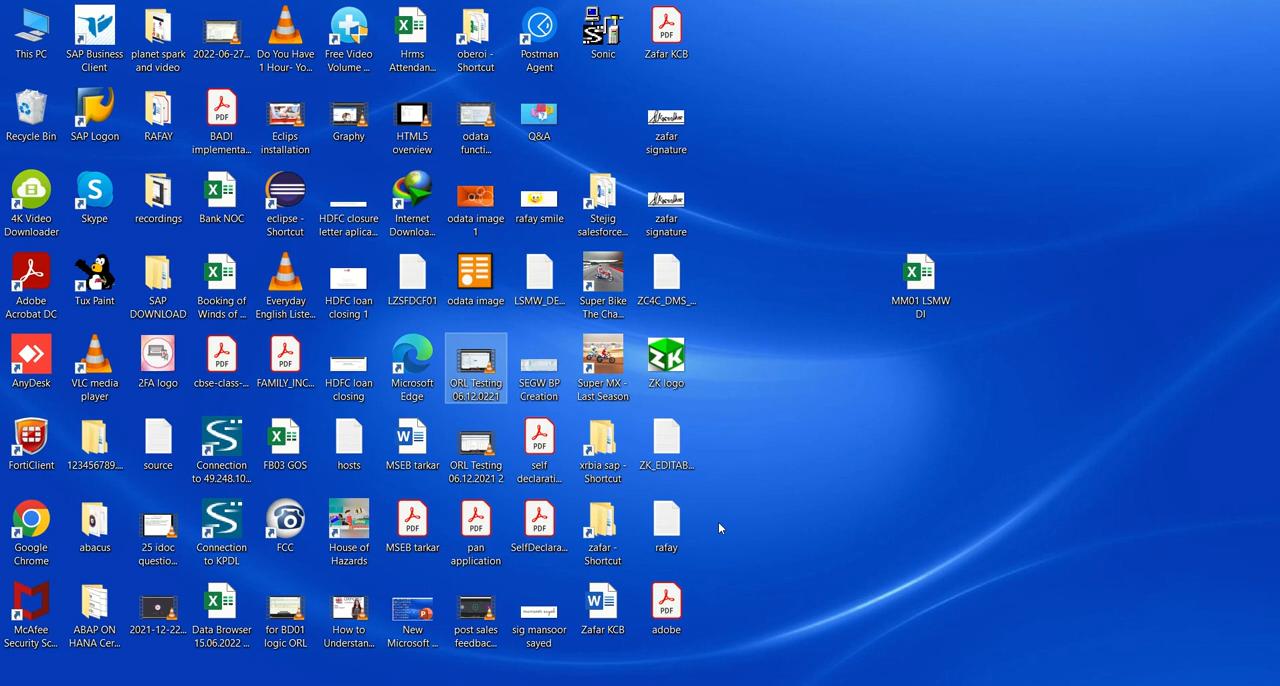 This PC
SAP Business
Client
planet spark
and video
2022-06-27...
Do You Have
1 Hour- Yo...
Free Video
Volume ...
Hrms
Attendan...
oberoi -
Shortcut
Postman
Agent
Sonic
Zafar KCB
Recycle Bin
SAP Logon
RAFAY
PDF
BADI
implementa...
Eclips
installation
Graphy
HTML5
overview
odata
functi...
Q&A
zafar
signature
4K Video
Downloader
Skype
recordings
Bank NOC
eclipse -
Shortcut
HDFC closure
letter aplica...
Internet
Downloa...
odata image
1
rafay smile
Stejig
salesforce...
zafar
signature
Adobe
Acrobat DC
Tux Paint
SAP
DOWNLOAD
Booking of
Winds of ...
Everyday
English Liste...
HDFC loan
closing 1
LZSFDCF01
odata image
LSMW_DE...
Super Bike
The Cha...
ZC4C_DMS_...
MM01 LSMW
DI
AnyDesk
VLC media
player
2FA logo
PDF
cbse-class-...
PDF
FAMILY_INC...
HDFC loan
closing
Microsoft
Edge
ORL Testing
06.12.0221
SEGW BP
Creation
Super MX -
Last Season
ZK
ZK logo
FortiClient
123456789....
source
Connection
to 49.248.10...
FB03 GOS
hosts
MSEB tarkar
ORL Testing
06.12.2021 2
PDF
self
declarati...
xrbia sap -
Shortcut
ZK_EDITAB...
Google
Chrome
abacus
25 idoc
questio...
Connection
to KPDL
FCC
House of
Hazards
PDF
MSEB tarkar
PDF
pan
application
PDF
SelfDeclara...
zafar -
Shortcut
rafay
McAfee
Security Sc...
ABAP ON
HANA Cer...
2021-12-22...
Data Browser
15.06.2022 ...
for BD01
logic ORL
How to
Understan...
New
Microsoft ...
post sales
feedbac...
sig mansoor
sayed
Zafar KCB
PDF
adobe